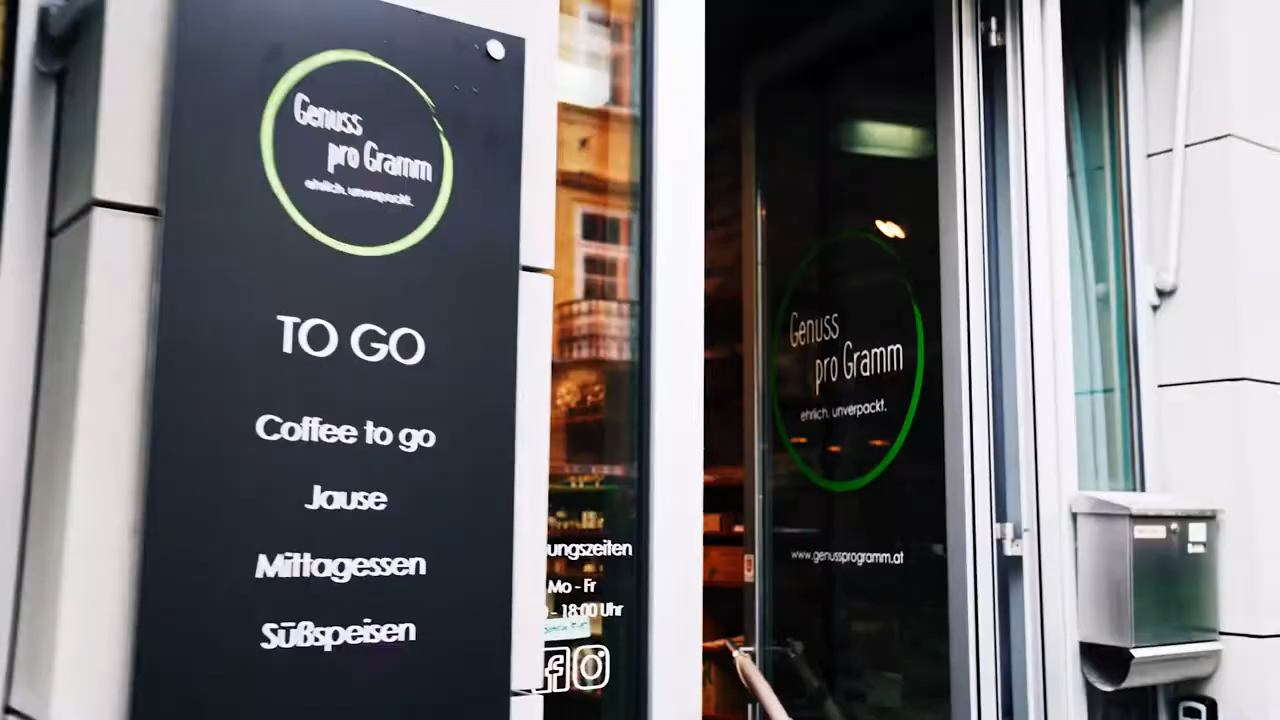 Genuss
pro Gramm
ehrlich. unverpackt.
TO GO
Coffee to go
Jause
Mittagessen
Süßspeisen
ungszeiten
Mo - Fr
- 18:00 Uhr
Genuss
pro Gramm
ehrlich. unverpackt.
www.genussprogramm.at